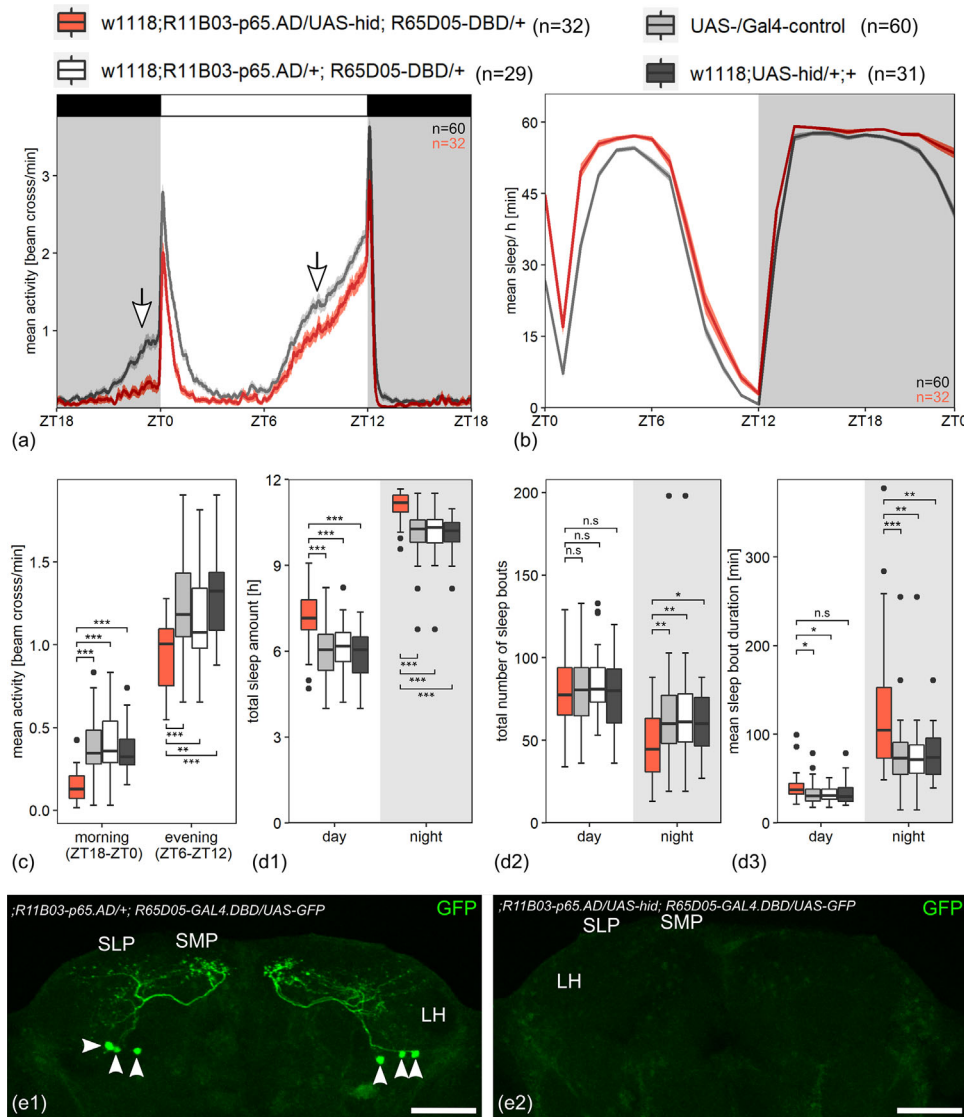 w1118;R11B03-p65.AD/UAS-hid; R65D05-DBD/+ (n=32)
UAS-/Gal4-control (n=60)
w1118;R11B03-p65.AD/+; R65D05-DBD/+ (n=29)
w1118;UAS-hid/+;+ (n=31)
mean activity [beam crosss/min]
3
2
1
n=60
n=32
ZT18 ZT0 ZT6 ZT12 ZT18
(a)
mean sleep/ h [min]
60
45
30
15
0
n=60
n=32
ZT0 ZT6 ZT12 ZT18 ZT0
(b)
mean activity [beam crosss/min]
1.5
1.0
0.5
0.0
***
***
***
***
**
***
morning evening
(ZT18-ZT0) (ZT6-ZT12)
(c)
total sleep amount [h]
12
9
6
3
0
***
***
***
***
***
***
day night
(d1)
total number of sleep bouts
200
150
100
50
0
n.s
n.s
n.s
*
**
**
day night
(d2)
mean sleep bout duration [min]
300
200
100
0
n.s
*
*
**
**
***
day night
(d3)
;R11B03-p65.AD/+; R65D05-GAL4.DBD/UAS-GFP GFP
SLP SMP
LH
(e1)
;R11B03-p65.AD/UAS-hid; R65D05-GAL4.DBD/UAS-GFP GFP
SLP SMP
LH
(e2)